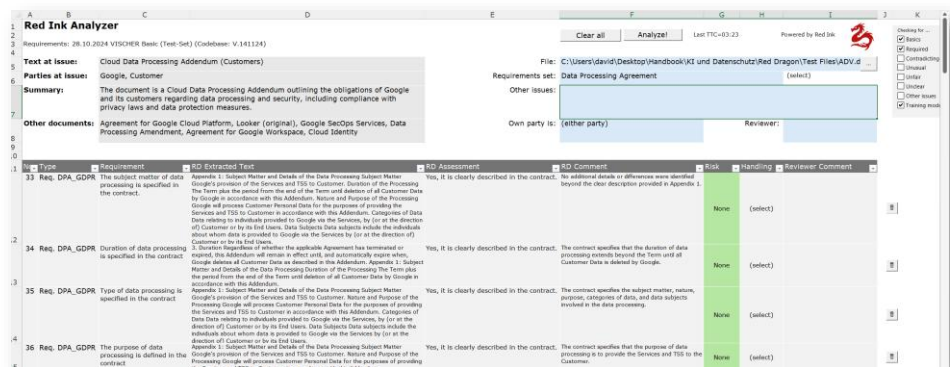 A B C D E F G H I J K
Red Ink Analyzer
Clear all Analyze! Last TTC=03:23 Powered by Red Ink
Checking for ...
Requirements: 28.10.2024 VISCHER Basic (Text-Set) (Codebase: V.141124)
Basics
Required
Contradicting
Unusual
Unfair
Unclear
Other issues
Training mode
Text at issue: Cloud Data Processing Addendum (Customers)
File: C:\Users\david\Desktop\Handbook\KI und Datenschutz\Red Dragon\Test Files\ADV.d ...
Parties at issue: Google, Customer
Requirements set: Data Processing Agreement (select)
Summary: The document is a Cloud Data Processing Addendum outlining the obligations of Google
and its customers regarding data processing and security, including compliance with
privacy laws and data protection measures.
Other issues:
Other documents: Agreement for Google Cloud Platform, Looker (original), Google SecOps Services, Data
Processing Amendment, Agreement for Google Workspace, Cloud Identity
Own party is: (either party) Reviewer:
Type Requirement RD Extracted Text RD Assessment RD Comment Risk Handling Reviewer Comment
33 Req. DPA_GDPR The subject matter of data
processing is specified in
the contract.
Appendix 1: Subject Matter and Details of the Data Processing Subject Matter
Google's provision of the Services and TSS to Customer. Duration of the Processing
The Term plus the period from the end of the Term until deletion of all Customer Data
by Google in accordance with this Addendum. Nature and Purpose of the Processing
Google will process Customer Personal Data for the purposes of providing the
Services and TSS to Customer in accordance with this Addendum. Categories of Data
Data relating to individuals provided to Google via the Services, by (or at the direction
of) Customer or by its End Users. Data Subjects Data subjects include the individuals
about whom data is provided to Google via the Services by (or at the direction of)
Customer or by its End Users.
Yes, it is clearly described in the contract.
No additional details or differences were identified
beyond the clear description provided in Appendix 1.
None (select)
34 Req. DPA_GDPR Duration of data processing
is specified in the contract
3. Duration Regardless of whether the applicable Agreement has terminated or
expired, this Addendum will remain in effect until, and automatically expire when,
Google deletes all Customer Data as described in this Addendum. Appendix 1: Subject
Matter and Details of the Data Processing Duration of the Processing The Term plus
the period from the end of the Term until deletion of all Customer Data by Google in
accordance with this Addendum.
Yes, it is clearly described in the contract.
The contract specifies that the duration of data
processing extends beyond the Term until all
Customer Data is deleted by Google.
None (select)
35 Req. DPA_GDPR Type of data processing is
specified in the contract
Appendix 1: Subject Matter and Details of the Data Processing Subject Matter
Google's provision of the Services and TSS to Customer. Nature and Purpose of the
Processing Google will process Customer Personal Data for the purposes of providing
the Services and TSS to Customer in accordance with this Addendum. Categories of
Data Data relating to individuals provided to Google via the Services, by (or at the
direction of) Customer or by its End Users. Data Subjects Data subjects include the
individuals about whom data is provided to Google via the Services by (or at the
direction of) Customer or by its End Users.
Yes, it is clearly described in the contract.
The contract specifies the subject matter, nature,
purpose, categories of data, and data subjects
involved in the data processing.
None (select)
36 Req. DPA_GDPR The purpose of data
processing is defined in the
contract
Appendix 1: Subject Matter and Details of the Data Processing Subject Matter
Google's provision of the Services and TSS to Customer. Nature and Purpose of the
Processing Google will process Customer Personal Data for the purposes of providing
Yes, it is clearly described in the contract.
The contract specifies that the purpose of data
processing is to provide the Services and TSS to the
Customer.
None (select)